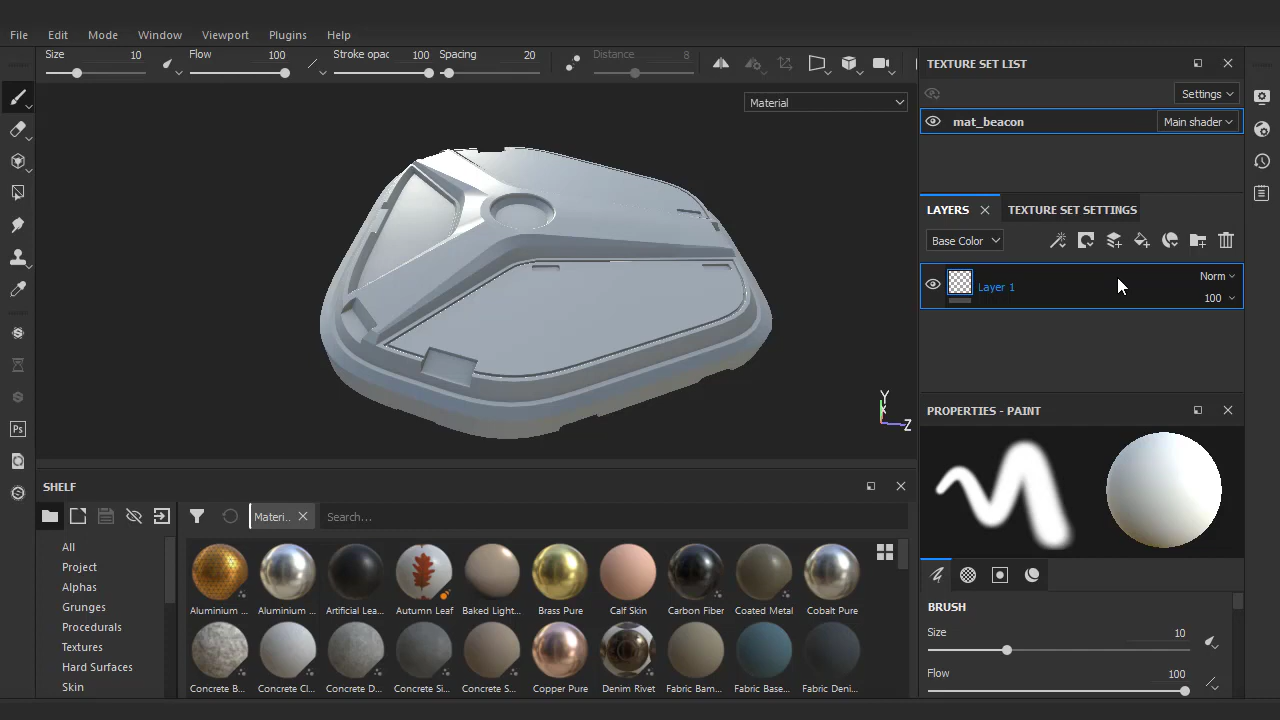 File Edit Mode Window Viewport Plugins Help
Size 10 Flow 100 Stroke opac 100 Spacing 20 Distance 8
Material
Y
X
Z
TEXTURE SET LIST
Settings
mat_beacon Main shader
LAYERS TEXTURE SET SETTINGS
Base Color
Layer 1 Norm
100
PROPERTIES - PAINT
BRUSH
Size 10
Flow 100
SHELF
Materi.. Search...
All
Project
Alphas
Grunges
Procedurals
Textures
Hard Surfaces
Skin
Aluminium ... Aluminium ... Artificial Lea... Autumn Leaf Baked Light... Brass Pure Calf Skin Carbon Fiber Coated Metal Cobalt Pure
Concrete B... Concrete Cl... Concrete D... Concrete Si... Concrete S... Copper Pure Denim Rivet Fabric Bam... Fabric Base... Fabric Deni...
Ps